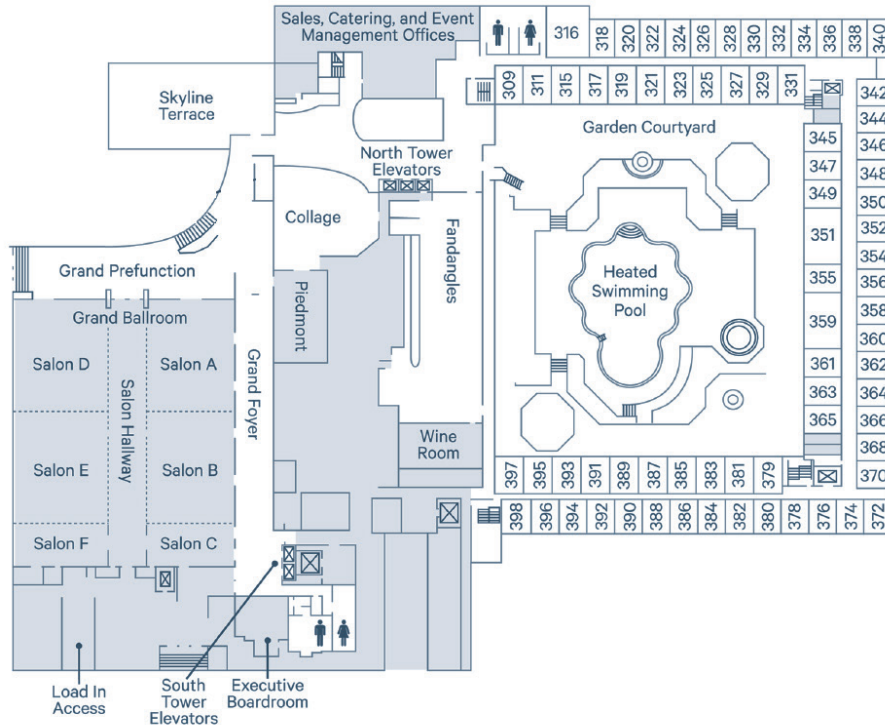 Sales, Catering, and Event
Management Offices
316
318
320
322
324
326
328
330
332
334
336
338
340
309
311
315
317
319
321
323
325
327
329
331
Skyline
Terrace
Garden Courtyard
342
344
345
346
347
348
349
350
351
352
354
355
356
358
359
360
361
362
363
364
365
366
368
370
North Tower
Elevators
Collage
Fandangles
Grand Prefunction
Heated
Swimming
Pool
Piedmont
Grand Ballroom
Salon D
Salon A
Salon Hallway
Grand Foyer
Wine
Room
Salon E
Salon B
397
395
393
391
389
387
385
383
381
379
398
396
394
392
390
388
386
384
382
380
378
376
374
372
Salon F
Salon C
Load In
Access
South
Tower
Elevators
Executive
Boardroom